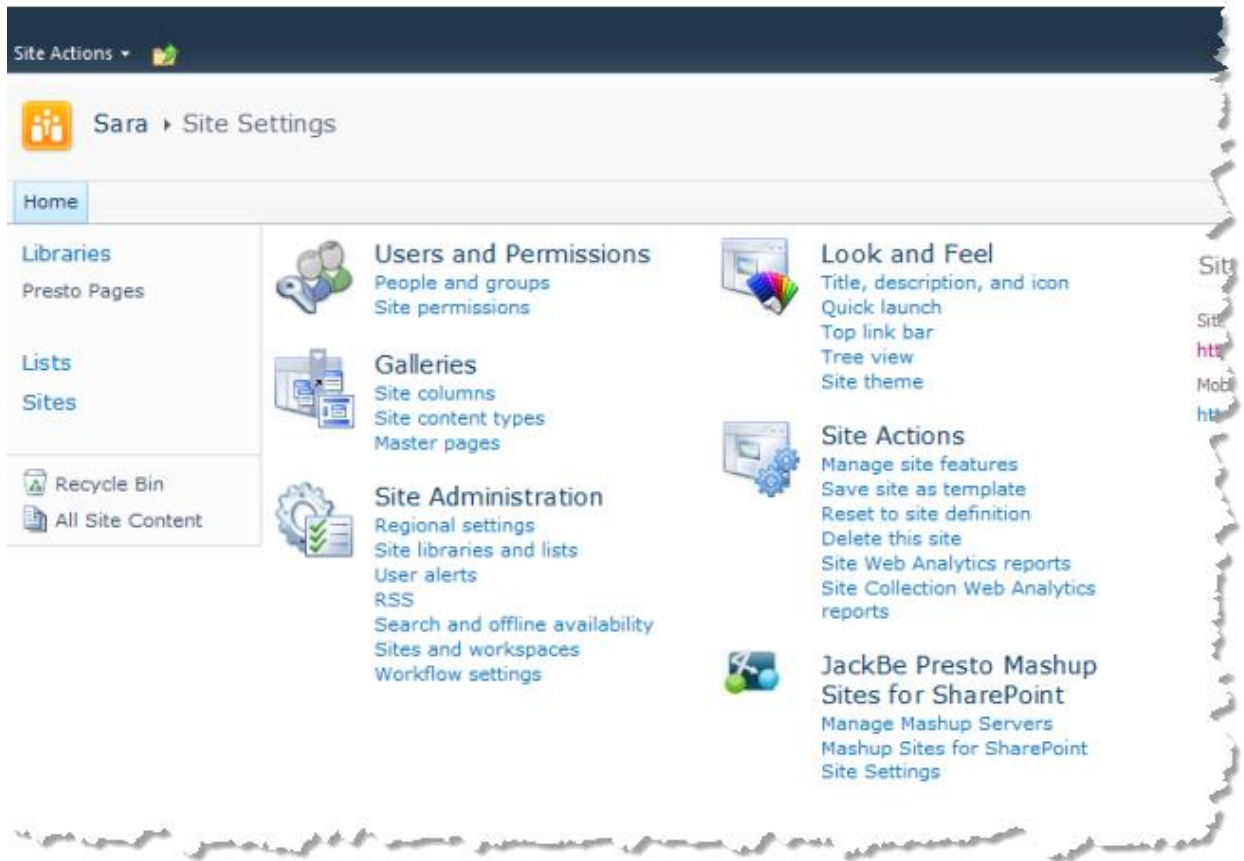 Site Actions
Sara ▸ Site Settings
Home
Libraries
Presto Pages
Lists
Sites
Recycle Bin
All Site Content
Users and Permissions
People and groups
Site permissions
Galleries
Site columns
Site content types
Master pages
Site Administration
Regional settings
Site libraries and lists
User alerts
RSS
Search and offline availability
Sites and workspaces
Workflow settings
Look and Feel
Title, description, and icon
Quick launch
Top link bar
Tree view
Site theme
Site Actions
Manage site features
Save site as template
Reset to site definition
Delete this site
Site Web Analytics reports
Site Collection Web Analytics
reports
JackBe Presto Mashup
Sites for SharePoint
Manage Mashup Servers
Mashup Sites for SharePoint
Site Settings